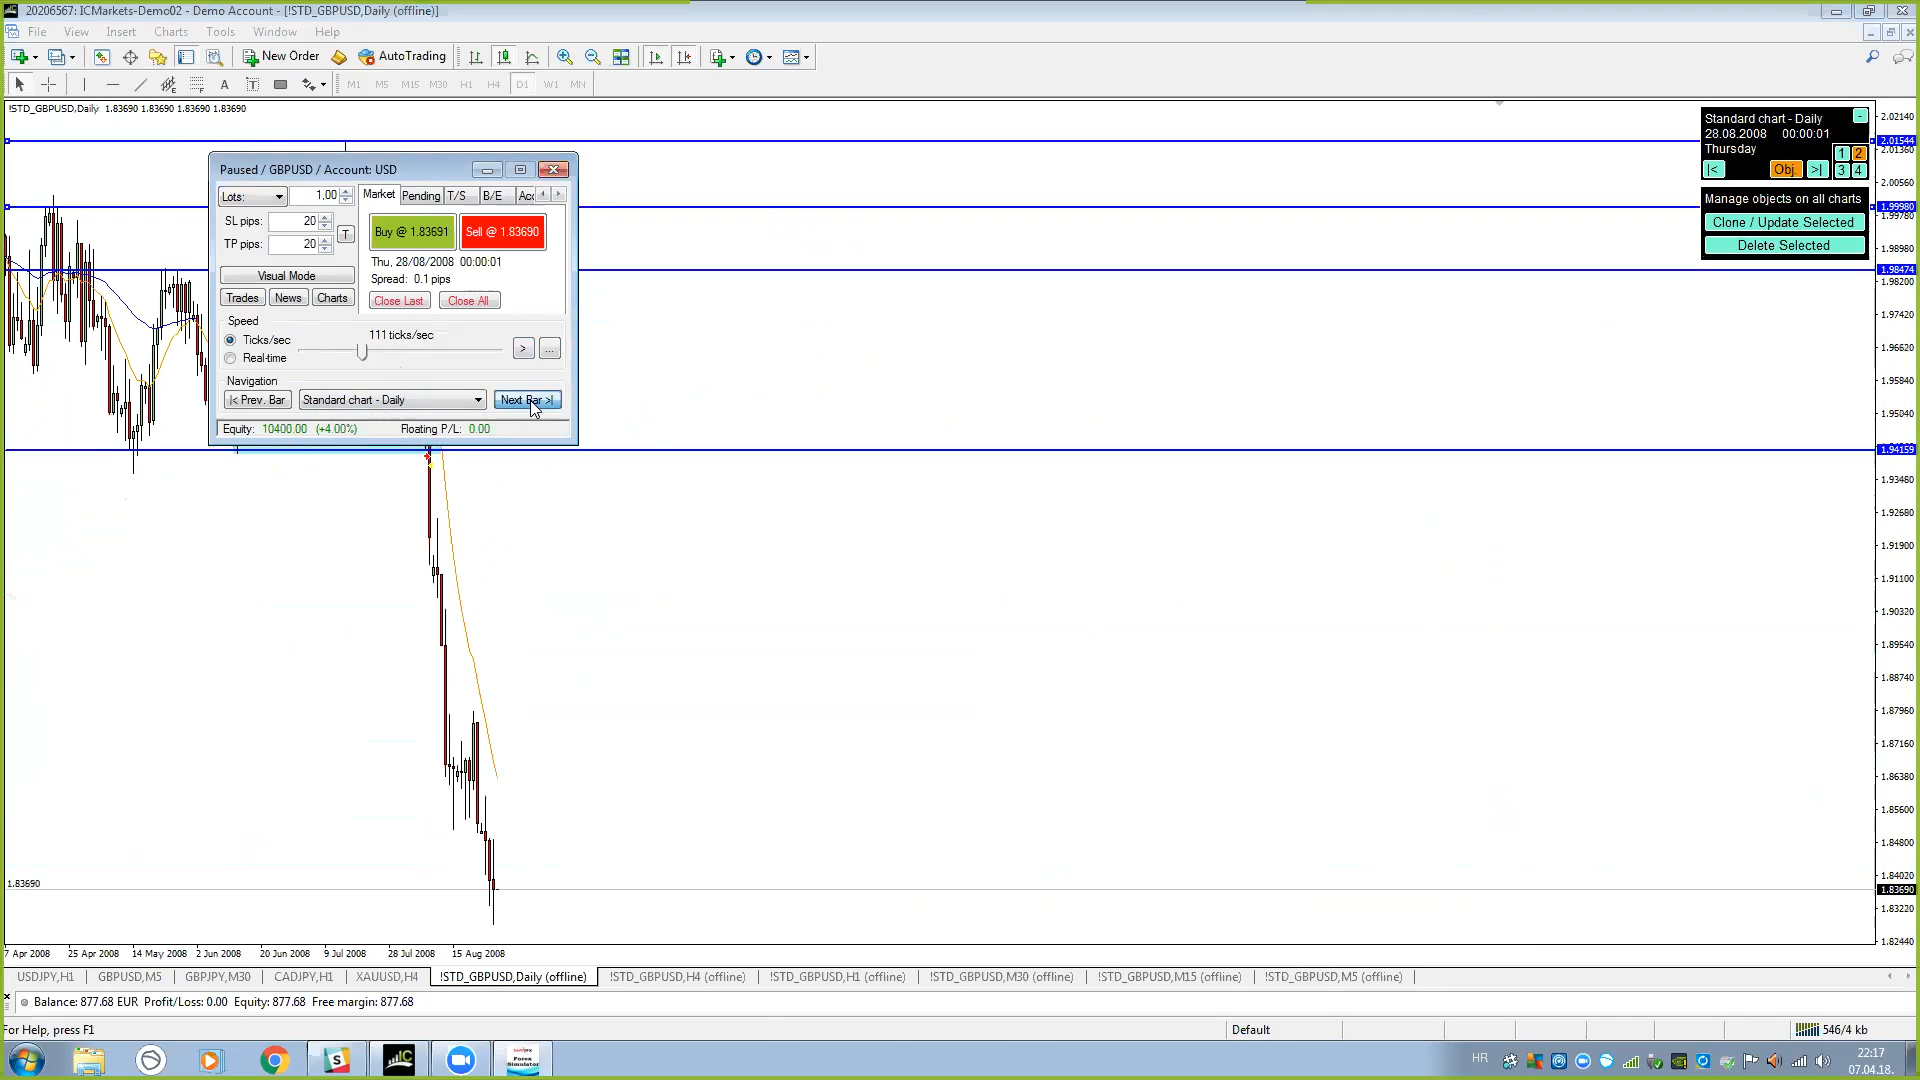 20206567: ICMarkets-Demo02 - Demo Account - [!STD_GBPUSD,Daily (offline)]
File View Insert Charts Tools Window Help
New Order AutoTrading
A T M1 M5 M15 M30 H1 H4 D1 W1 MN
!STD_GBPUSD,Daily 1.83690 1.83690 1.83690 1.83690
Standard chart - Daily
28.08.2008 00:00:01
Thursday
1 2
|< Obj. >| 3 4
Manage objects on all charts
Clone / Update Selected
Delete Selected
Paused / GBPUSD / Account: USD
Lots: 1,00 Market Pending T/S B/E Acc
SL pips: 20
TP pips: 20
T
Buy @ 1.83691 Sell @ 1.83690
Thu, 28/08/2008 00:00:01
Spread: 0.1 pips
Visual Mode
Trades News Charts
Close Last Close All
Speed
Ticks/sec
Real-time
111 ticks/sec
> ...
Navigation
|< Prev. Bar Standard chart - Daily Next Bar >|
Equity: 10400.00 (+4.00%) Floating P/L: 0.00
2.02140
2.01544
2.01360
2.00560
1.99980
1.99780
1.98980
1.98474
1.98200
1.97420
1.96620
1.95840
1.95040
1.94159
1.93480
1.92680
1.91900
1.91100
1.90320
1.89540
1.88740
1.87960
1.87160
1.86380
1.85600
1.84800
1.84020
1.83690
1.83220
1.82440
1.83690
7 Apr 2008 25 Apr 2008 14 May 2008 2 Jun 2008 20 Jun 2008 9 Jul 2008 28 Jul 2008 15 Aug 2008
USDJPY,H1 GBPUSD,M5 GBPJPY,M30 CADJPY,H1 XAUUSD,H4 !STD_GBPUSD,Daily (offline) !STD_GBPUSD,H4 (offline) !STD_GBPUSD,H1 (offline) !STD_GBPUSD,M30 (offline) !STD_GBPUSD,M15 (offline) !STD_GBPUSD,M5 (offline)
Balance: 877.68 EUR Profit/Loss: 0.00 Equity: 877.68 Free margin: 877.68
For Help, press F1
Default
546/4 kb
S IC Forex Simulator
HR
22:17
07.04.18.